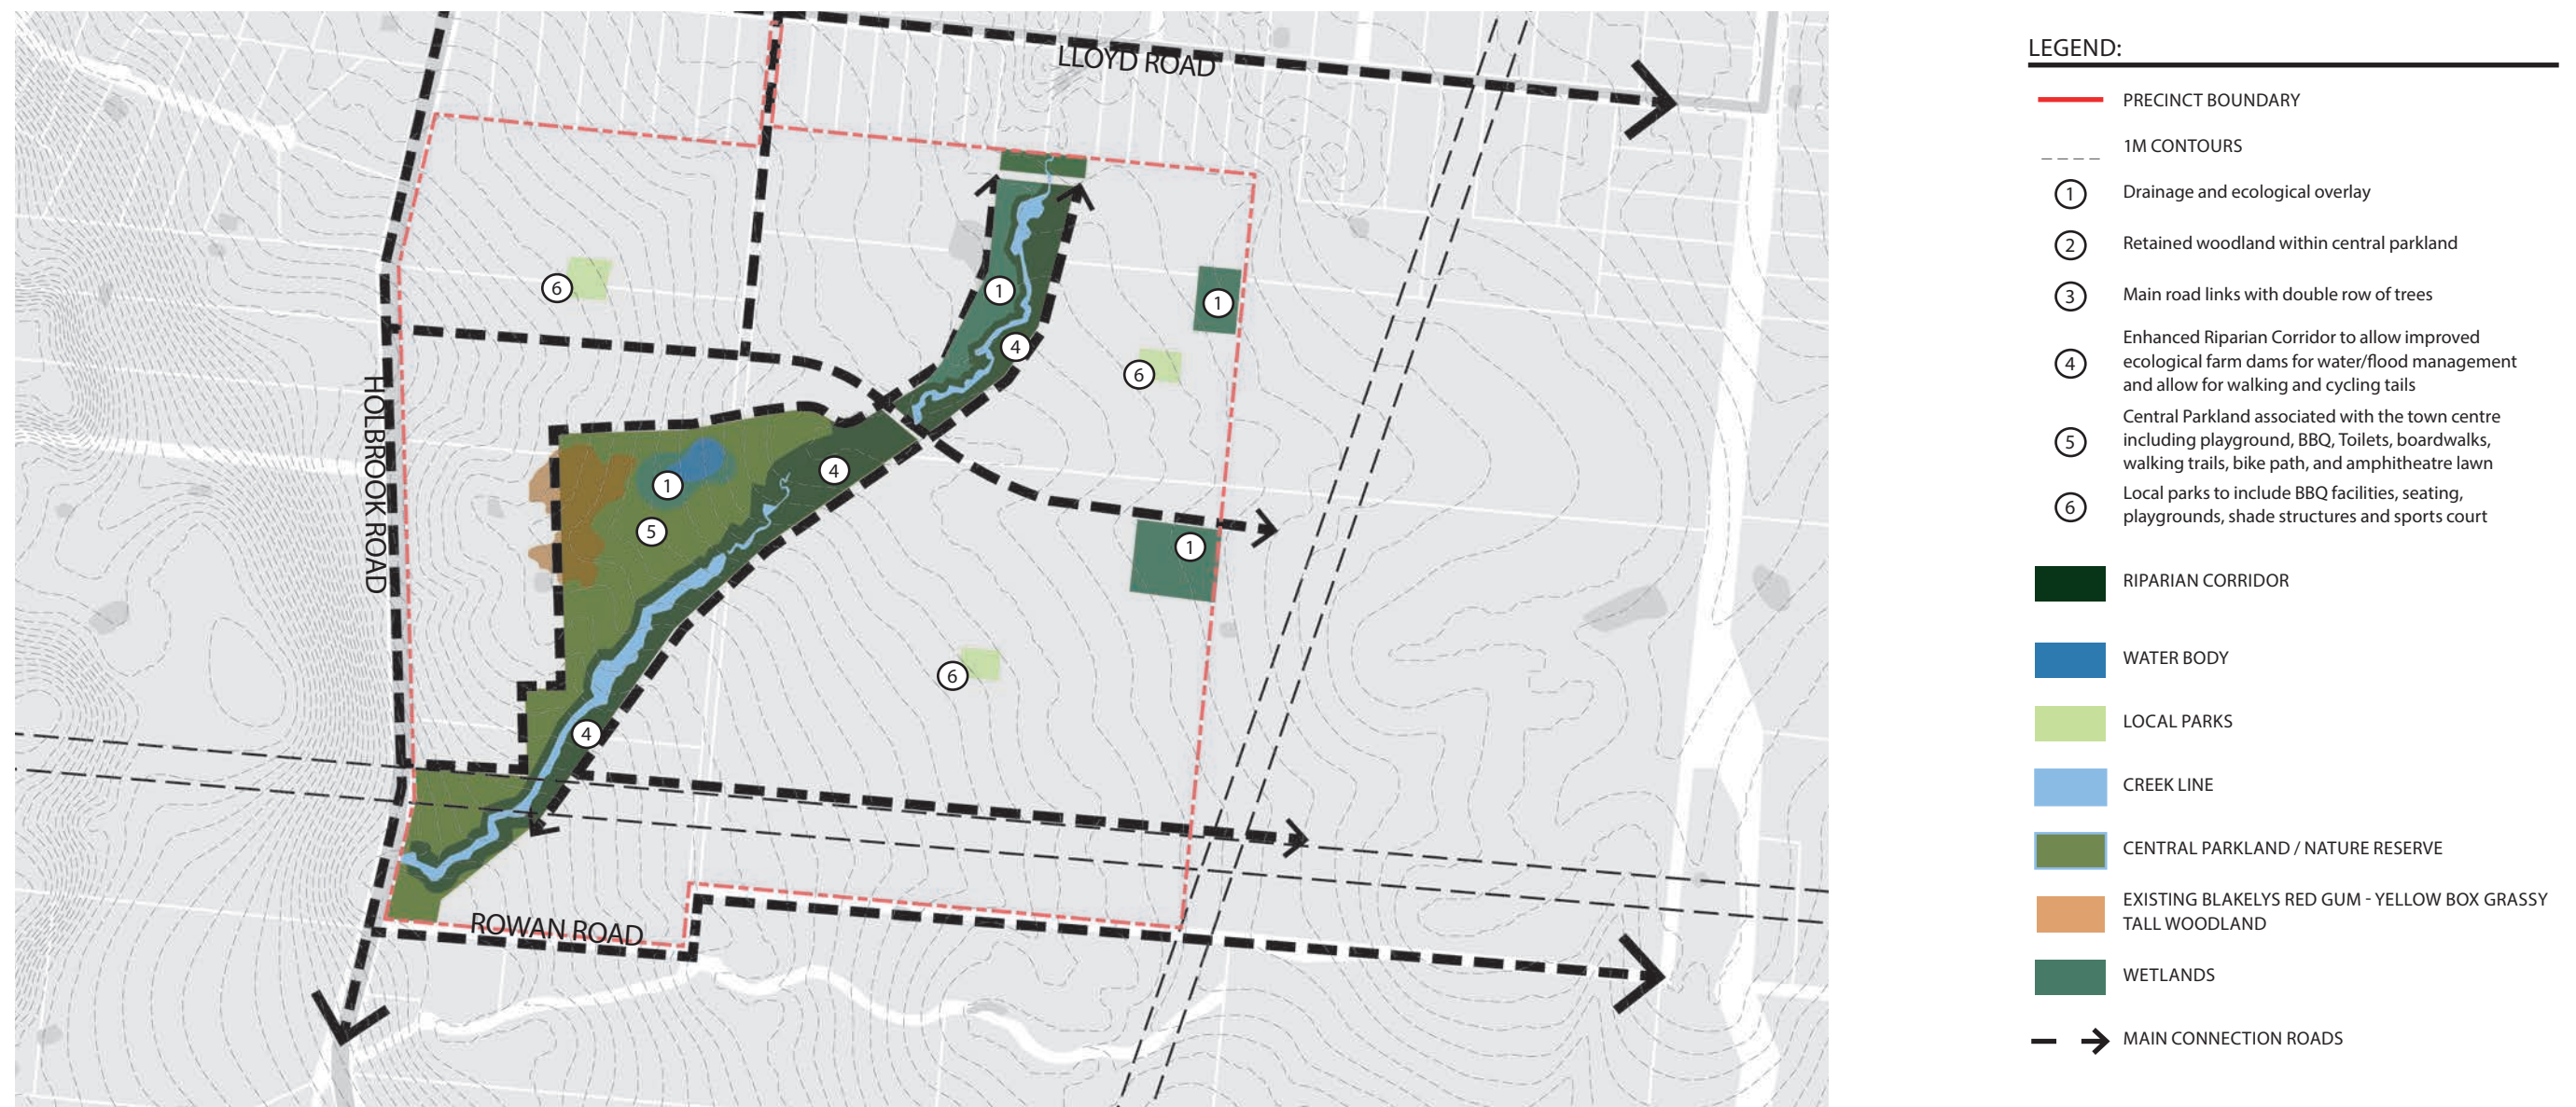 LLOYD ROAD
6
1
1
4
6
HOLBROOK ROAD
4
1
5
1
6
4
ROWAN ROAD
LEGEND:
PRECINCT BOUNDARY
1M CONTOURS
1 Drainage and ecological overlay
2 Retained woodland within central parkland
3 Main road links with double row of trees
Enhanced Riparian Corridor to allow improved
4 ecological farm dams for water/flood management
and allow for walking and cycling tails
Central Parkland associated with the town centre
5 including playground, BBQ, Toilets, boardwalks,
walking trails, bike path, and amphitheatre lawn
6 Local parks to include BBQ facilities, seating,
playgrounds, shade structures and sports court
RIPARIAN CORRIDOR
WATER BODY
LOCAL PARKS
CREEK LINE
CENTRAL PARKLAND / NATURE RESERVE
EXISTING BLAKELYS RED GUM - YELLOW BOX GRASSY
TALL WOODLAND
WETLANDS
MAIN CONNECTION ROADS